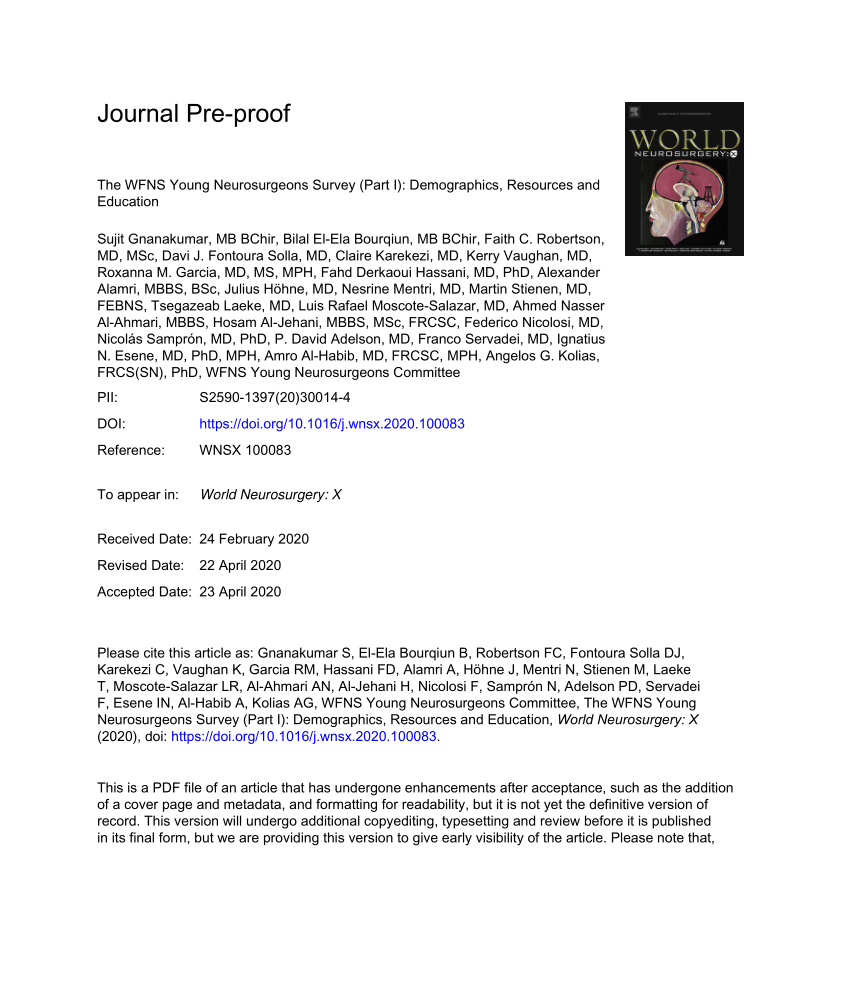 Journal Pre-proof
WORLD
NEUROSURGERY: X
The WFNS Young Neurosurgeons Survey (Part I): Demographics, Resources and
Education
Sujit Gnanakumar, MB BChir, Bilal El-Ela Bourqiun, MB BChir, Faith C. Robertson,
MD, MSc, Davi J. Fontoura Solla, MD, Claire Karekezi, MD, Kerry Vaughan, MD,
Roxanna M. Garcia, MD, MS, MPH, Fahd Derkaoui Hassani, MD, PhD, Alexander
Alamri, MBBS, BSc, Julius Höhne, MD, Nesrine Mentri, MD, Martin Stienen, MD,
FEBNS, Tsegazeab Laeke, MD, Luis Rafael Moscote-Salazar, MD, Ahmed Nasser
Al-Ahmari, MBBS, Hosam Al-Jehani, MBBS, MSc, FRCSC, Federico Nicolosi, MD,
Nicolás Samprón, MD, PhD, P. David Adelson, MD, Franco Servadei, MD, Ignatius
N. Esene, MD, PhD, MPH, Amro Al-Habib, MD, FRCSC, MPH, Angelos G. Kolias,
FRCS(SN), PhD, WFNS Young Neurosurgeons Committee
PII: S2590-1397(20)30014-4
DOI: https://doi.org/10.1016/j.wnsx.2020.100083
Reference: WNSX 100083
To appear in: World Neurosurgery: X
Received Date: 24 February 2020
Revised Date: 22 April 2020
Accepted Date: 23 April 2020
Please cite this article as: Gnanakumar S, El-Ela Bourqiun B, Robertson FC, Fontoura Solla DJ,
Karekezi C, Vaughan K, Garcia RM, Hassani FD, Alamri A, Höhne J, Mentri N, Stienen M, Laeke
T, Moscote-Salazar LR, Al-Ahmari AN, Al-Jehani H, Nicolosi F, Samprón N, Adelson PD, Servadei
F, Esene IN, Al-Habib A, Kolias AG, WFNS Young Neurosurgeons Committee, The WFNS Young
Neurosurgeons Survey (Part I): Demographics, Resources and Education, World Neurosurgery: X
(2020), doi: https://doi.org/10.1016/j.wnsx.2020.100083.
This is a PDF file of an article that has undergone enhancements after acceptance, such as the addition
of a cover page and metadata, and formatting for readability, but it is not yet the definitive version of
record. This version will undergo additional copyediting, typesetting and review before it is published
in its final form, but we are providing this version to give early visibility of the article. Please note that,